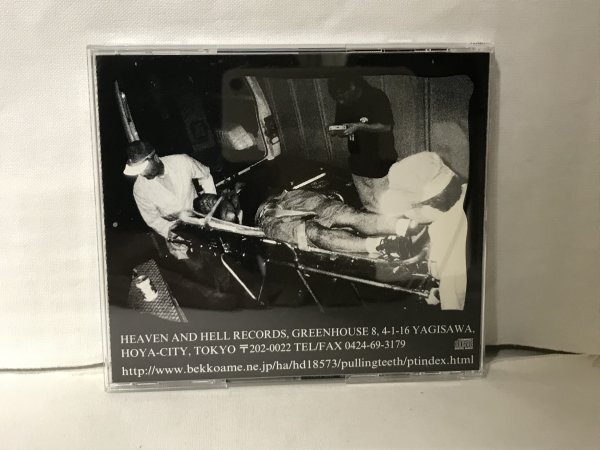 HEAVEN AND HELL RECORDS, GREENHOUSE 8, 4-1-16 YAGISAWA,
HOYA-CITY, TOKYO 〒202-0022 TEL/FAX 0424-69-3179
http://www.bekkoame.ne.jp/ha/hd18573/pullingteeth/ptindex.html